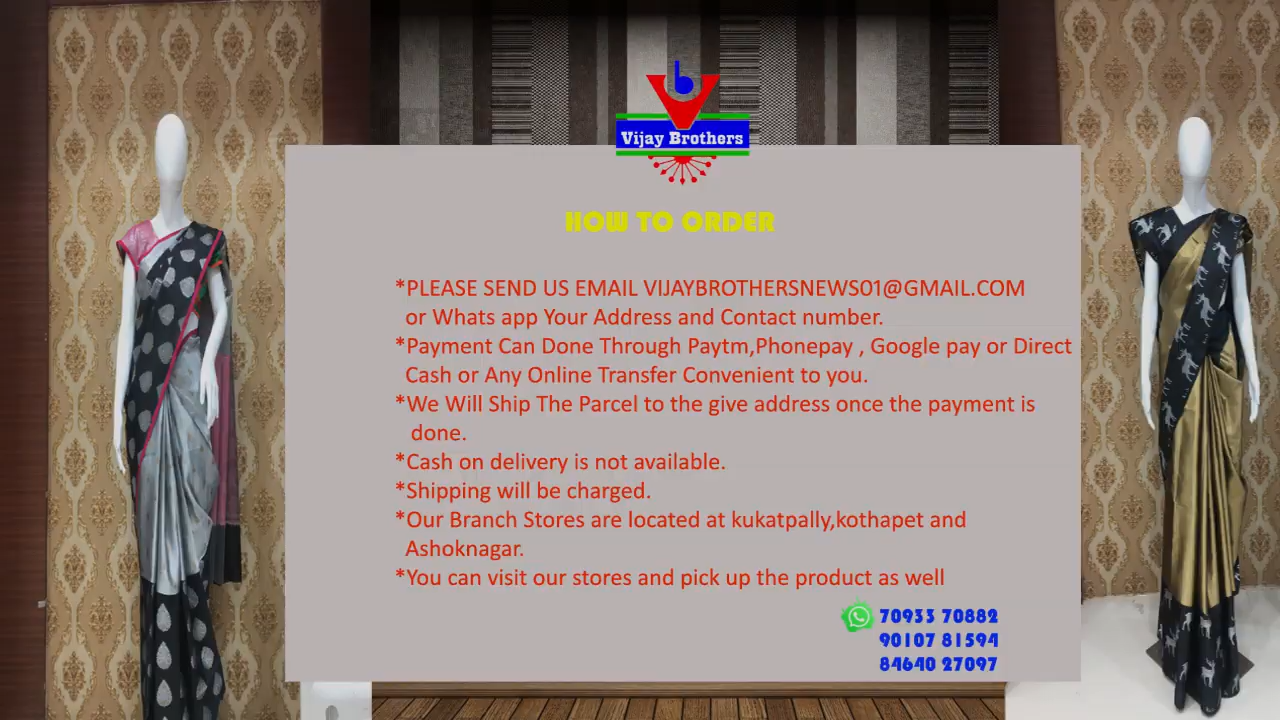 b
Vijay Brothers
HOW TO ORDER
*PLEASE SEND US EMAIL VIJAYBROTHERSNEWS01@GMAIL.COM
or Whats app Your Address and Contact number.
*Payment Can Done Through Paytm,Phonepay , Google pay or Direct
Cash or Any Online Transfer Convenient to you.
*We Will Ship The Parcel to the give address once the payment is
done.
*Cash on delivery is not available.
*Shipping will be charged.
*Our Branch Stores are located at kukatpally,kothapet and
Ashoknagar.
*You can visit our stores and pick up the product as well
70933 70882
90107 81594
84640 27097